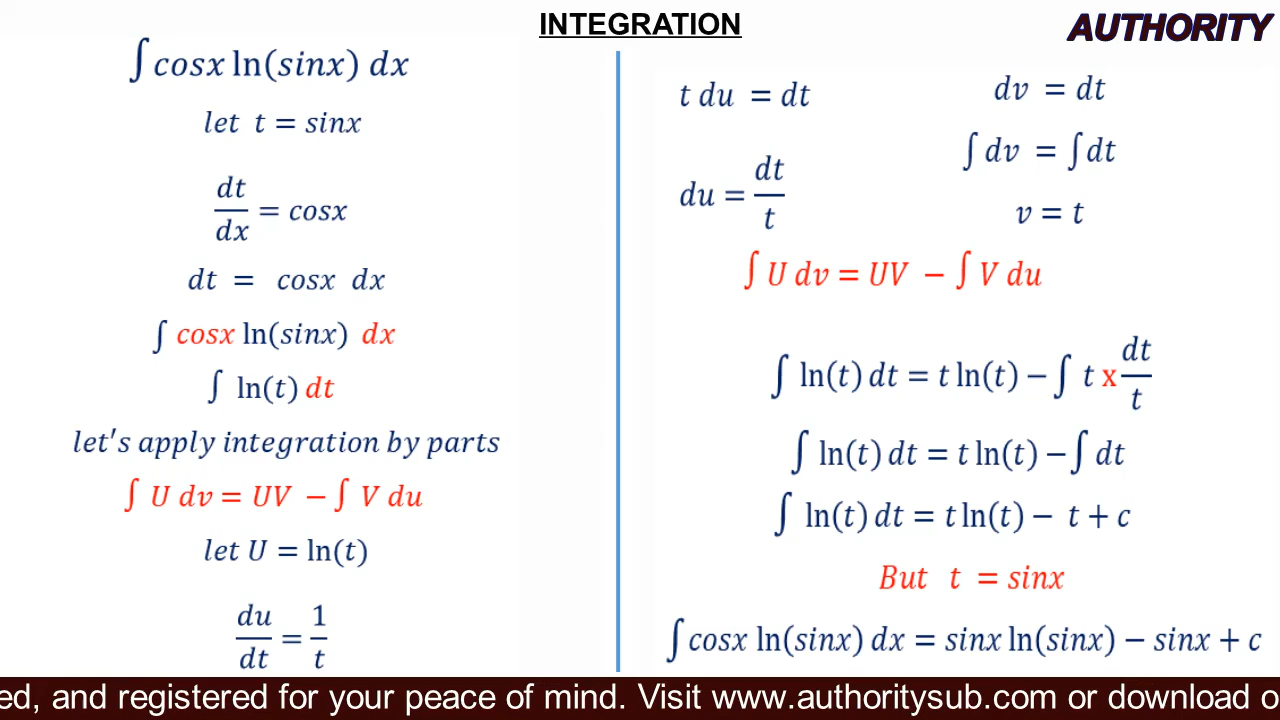 INTEGRATION
AUTHORITY
∫ cosx ln(sinx) dx
let t = sinx
dt/dx = cosx
dt = cosx dx
∫ cosx ln(sinx) dx
∫ ln(t) dt
let's apply integration by parts
∫ U dv = UV − ∫ V du
let U = ln(t)
du/dt = 1/t
t du = dt
du = dt/t
dv = dt
∫ dv = ∫ dt
v = t
∫ U dv = UV − ∫ V du
∫ ln(t) dt = t ln(t) − ∫ t x dt/t
∫ ln(t) dt = t ln(t) − ∫ dt
∫ ln(t) dt = t ln(t) − t + c
But t = sinx
∫ cosx ln(sinx) dx = sinx ln(sinx) − sinx + c
ed, and registered for your peace of mind. Visit www.authoritysub.com or download o